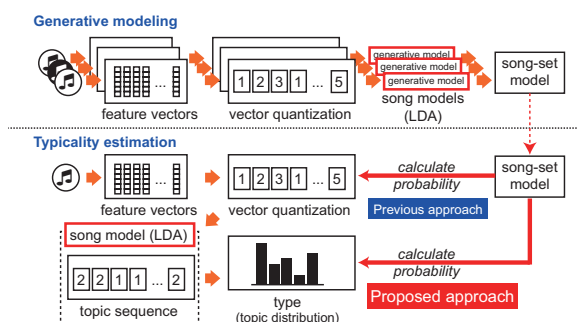 Generative modeling
generative model
generative model
generative model
song-set
model
1 2 3 1 ... 5
...
feature vectors
vector quantization
song models
(LDA)
Typicality estimation
calculate
probability
song-set
model
...
1 2 3 1 ... 5
feature vectors
vector quantization
Previous approach
song model (LDA)
calculate
probability
2 2 1 1 ... 2
Proposed approach
topic sequence
type
(topic distribution)